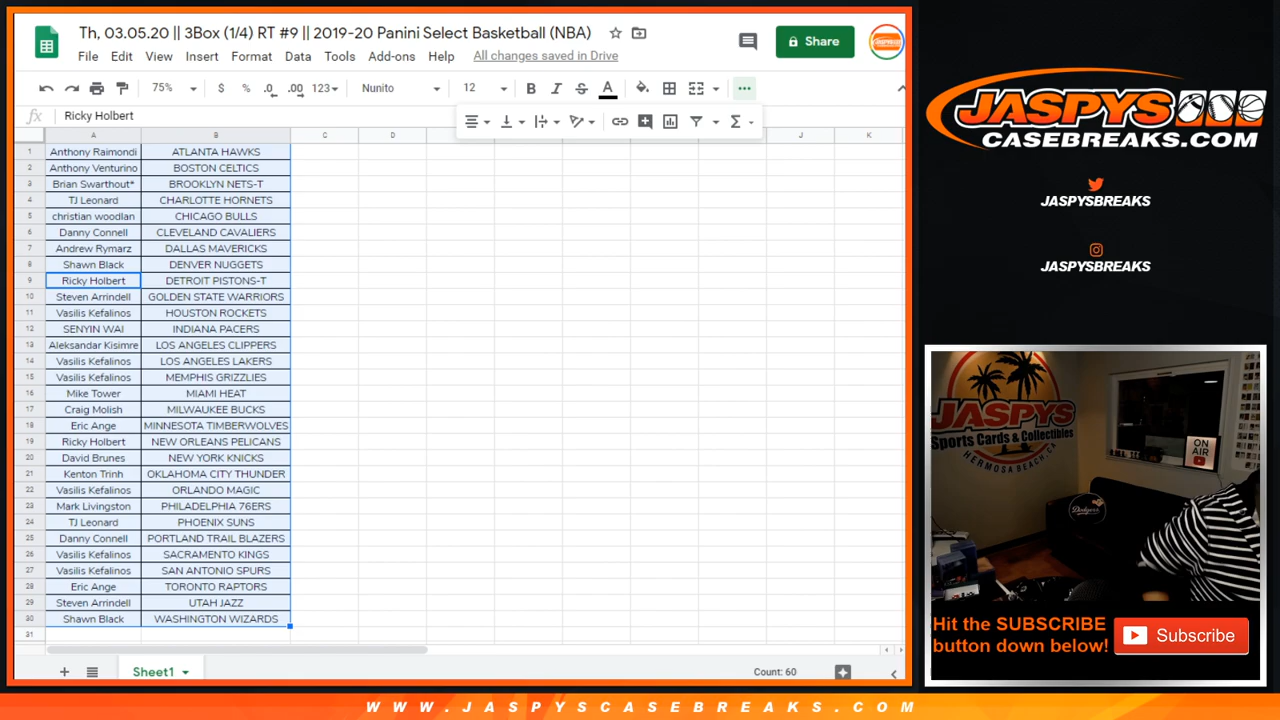 Th, 03.05.20 || 3Box (1/4) RT #9 || 2019-20 Panini Select Basketball (NBA)
File Edit View Insert Format Data Tools Add-ons Help All changes saved in Drive
Share
75% $ % .0 .00 123 Nunito 12 B I S A
fx Ricky Holbert
A B C D J K
1 Anthony Raimondi ATLANTA HAWKS
2 Anthony Venturino BOSTON CELTICS
3 Brian Swarthout* BROOKLYN NETS-T
4 TJ Leonard CHARLOTTE HORNETS
5 christian woodlan CHICAGO BULLS
6 Danny Connell CLEVELAND CAVALIERS
7 Andrew Rymarz DALLAS MAVERICKS
8 Shawn Black DENVER NUGGETS
9 Ricky Holbert DETROIT PISTONS-T
10 Steven Arrindell GOLDEN STATE WARRIORS
11 Vasilis Kefalinos HOUSTON ROCKETS
12 SENYIN WAI INDIANA PACERS
13 Aleksandar Kisimre LOS ANGELES CLIPPERS
14 Vasilis Kefalinos LOS ANGELES LAKERS
15 Vasilis Kefalinos MEMPHIS GRIZZLIES
16 Mike Tower MIAMI HEAT
17 Craig Molish MILWAUKEE BUCKS
18 Eric Ange MINNESOTA TIMBERWOLVES
19 Ricky Holbert NEW ORLEANS PELICANS
20 David Brunes NEW YORK KNICKS
21 Kenton Trinh OKLAHOMA CITY THUNDER
22 Vasilis Kefalinos ORLANDO MAGIC
23 Mark Livingston PHILADELPHIA 76ERS
24 TJ Leonard PHOENIX SUNS
25 Danny Connell PORTLAND TRAIL BLAZERS
26 Vasilis Kefalinos SACRAMENTO KINGS
27 Vasilis Kefalinos SAN ANTONIO SPURS
28 Eric Ange TORONTO RAPTORS
29 Steven Arrindell UTAH JAZZ
30 Shawn Black WASHINGTON WIZARDS
31
Sheet1 Count: 60
JASPYS
CASEBREAKS.COM
JASPYSBREAKS
JASPYSBREAKS
JASPYS
Sports Cards & Collectibles
HERMOSA BEACH, CA
ON
AIR
Dodgers
Hit the SUBSCRIBE
button down below!
Subscribe
WWW.JASPYSCASEBREAKS.COM